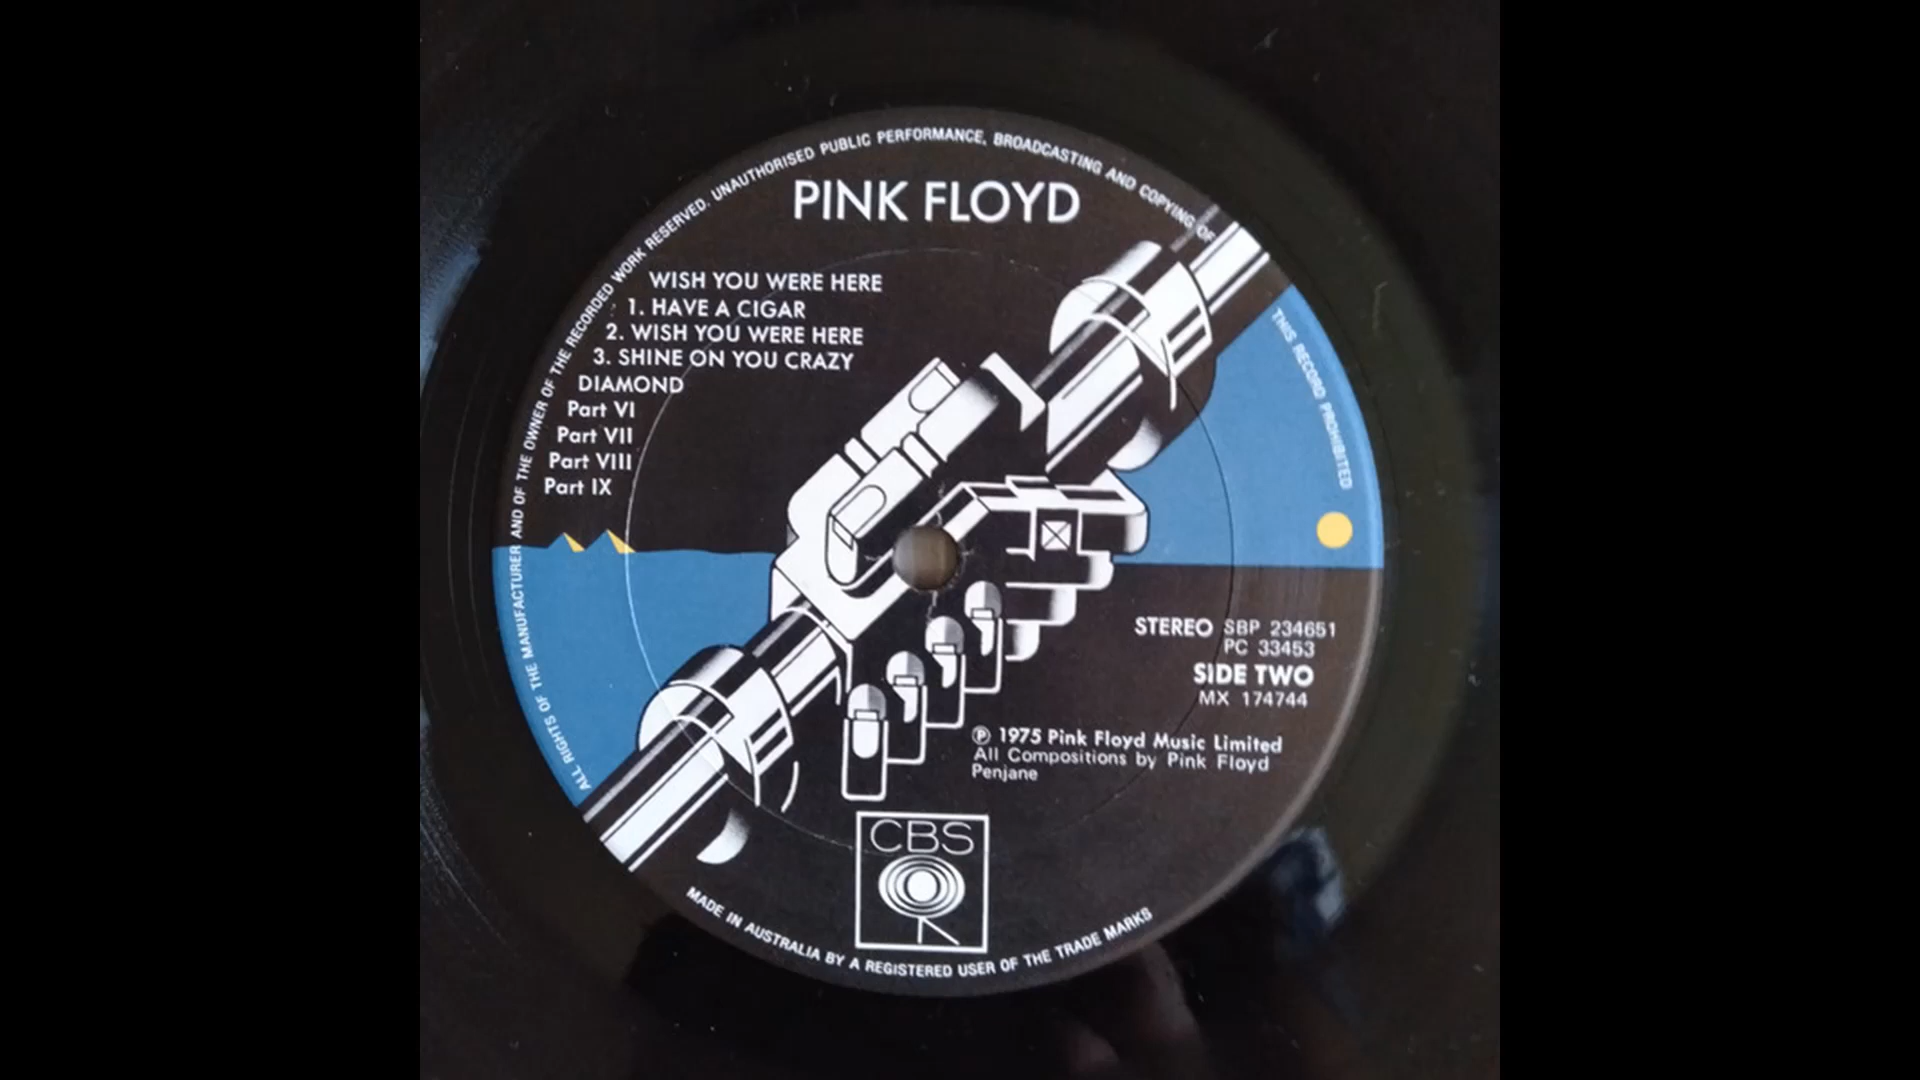 ALL RIGHTS OF THE MANUFACTURER AND OF THE OWNER OF THE RECORDED WORK RESERVED. UNAUTHORISED PUBLIC PERFORMANCE, BROADCASTING AND COPYING OF THIS RECORD PROHIBITED
PINK FLOYD
WISH YOU WERE HERE
1. HAVE A CIGAR
2. WISH YOU WERE HERE
3. SHINE ON YOU CRAZY
DIAMOND
Part VI
Part VII
Part VIII
Part IX
STEREO SBP 234651
PC 33453
SIDE TWO
MX 174744
℗ 1975 Pink Floyd Music Limited
All Compositions by Pink Floyd
Penjane
CBS
MADE IN AUSTRALIA BY A REGISTERED USER OF THE TRADE MARKS